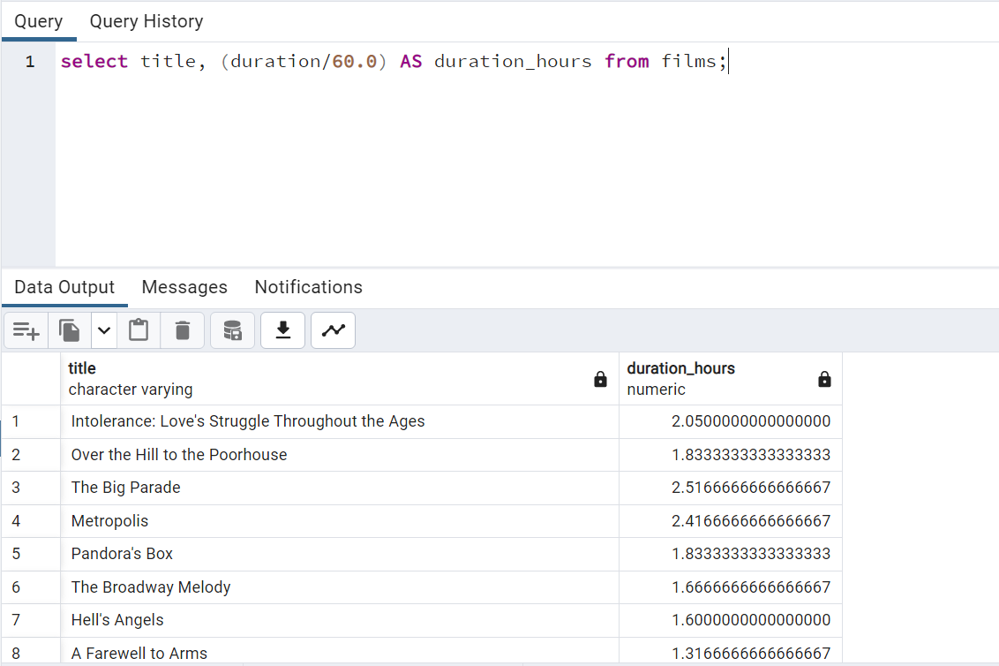 Query Query History
1 select title, (duration/60.0) AS duration_hours from films;
Data Output Messages Notifications
title duration_hours
character varying numeric
1 Intolerance: Love's Struggle Throughout the Ages 2.0500000000000000
2 Over the Hill to the Poorhouse 1.8333333333333333
3 The Big Parade 2.5166666666666667
4 Metropolis 2.4166666666666667
5 Pandora's Box 1.8333333333333333
6 The Broadway Melody 1.6666666666666667
7 Hell's Angels 1.6000000000000000
8 A Farewell to Arms 1.3166666666666667